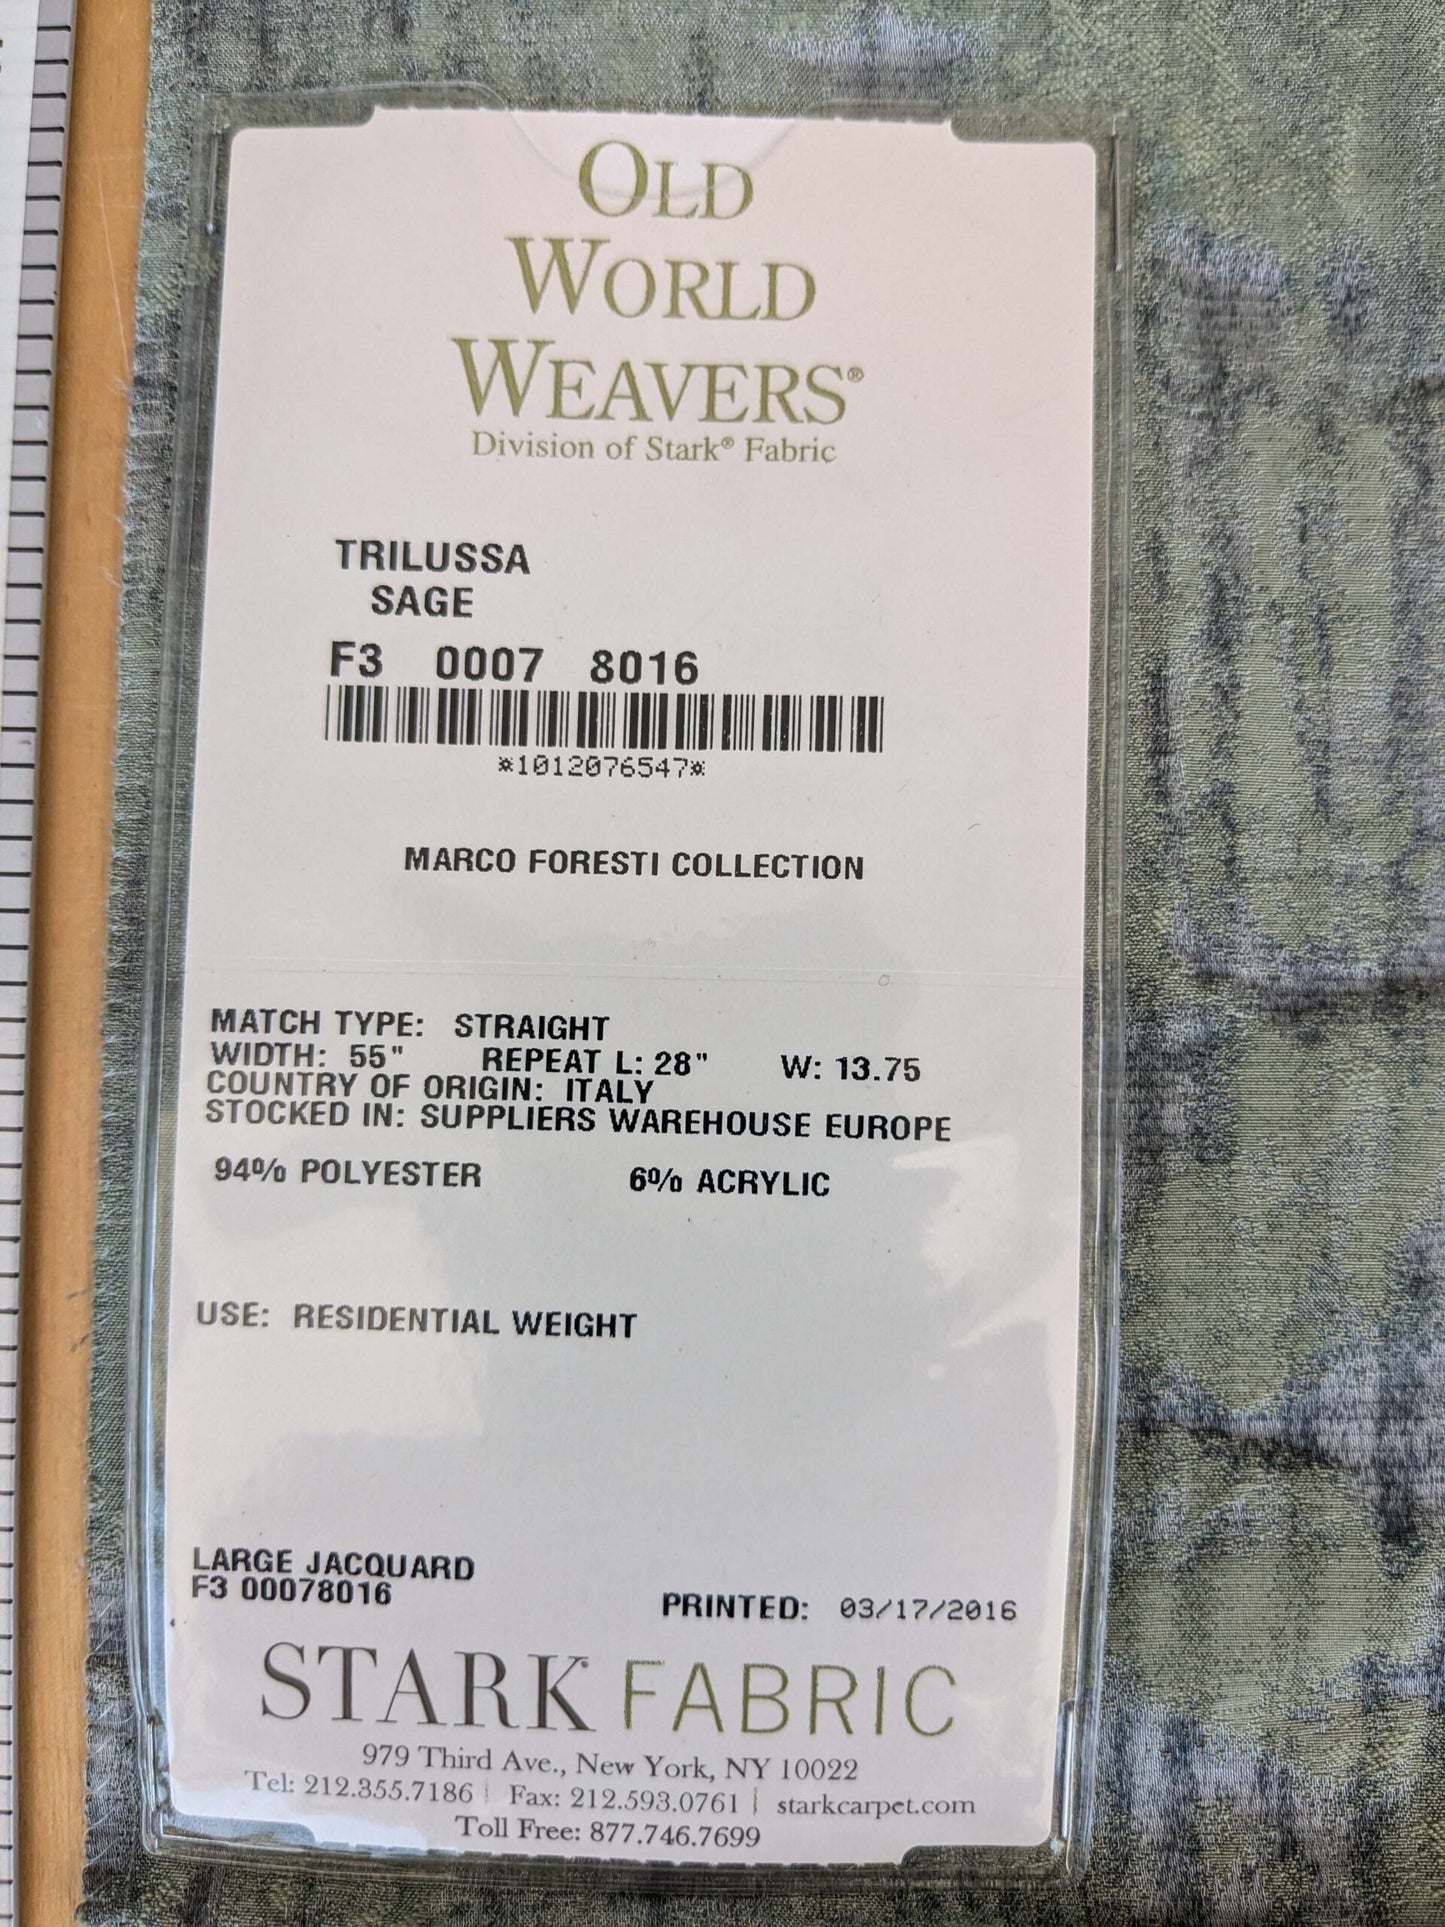 OLD
WORLD
WEAVERS®
Division of Stark® Fabric
TRILUSSA
SAGE
F3 0007 8016
*1012076547*
MARCO FORESTI COLLECTION
MATCH TYPE: STRAIGHT
WIDTH: 55" REPEAT L: 28" W: 13.75
COUNTRY OF ORIGIN: ITALY
STOCKED IN: SUPPLIERS WAREHOUSE EUROPE
94% POLYESTER 6% ACRYLIC
USE: RESIDENTIAL WEIGHT
LARGE JACQUARD
F3 00078016
PRINTED: 03/17/2016
STARK FABRIC
979 Third Ave., New York, NY 10022
Tel: 212.355.7186 | Fax: 212.593.0761 | starkcarpet.com
Toll Free: 877.746.7699